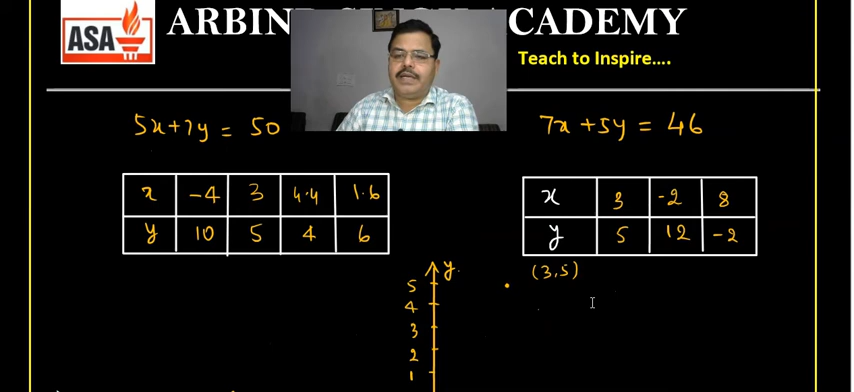 ARBIND ACADEMY
ASA
Teach to Inspire....
5x+7y = 50
7x+5y = 46
x -4 3 4.4 1.6
y 10 5 4 6
x 3 -2 8
y 5 12 -2
y
(3,5)
5
4
3
2
1